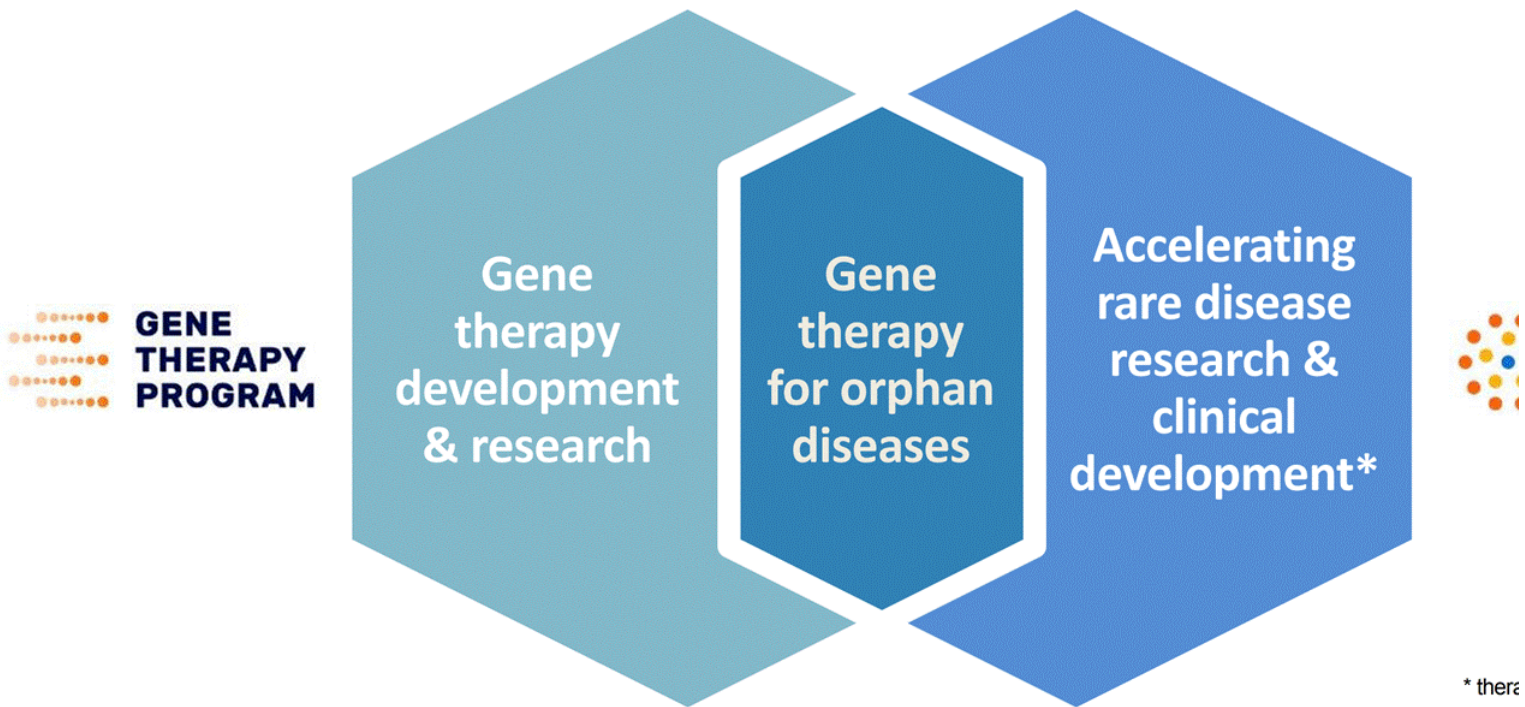 GENE
THERAPY
PROGRAM
Gene
therapy
development
& research
Gene
therapy
for orphan
diseases
Accelerating
rare disease
research &
clinical
development*
*